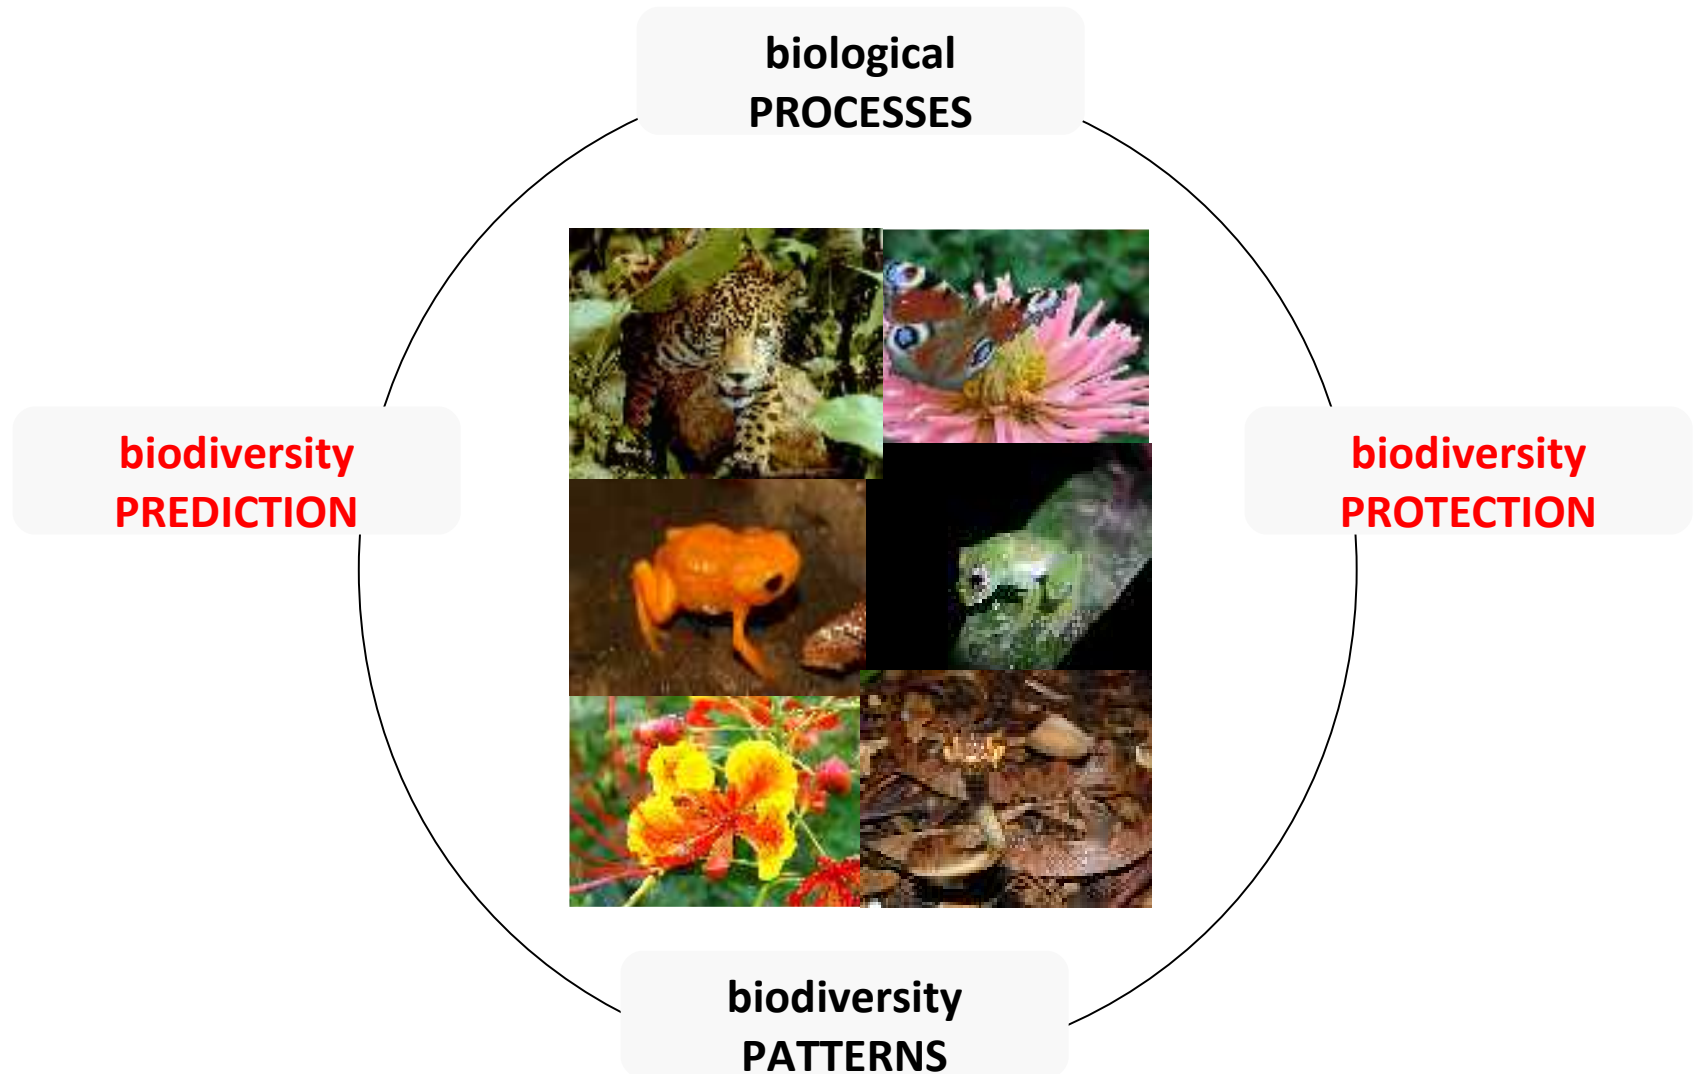 biological
PROCESSES
biodiversity
PREDICTION
biodiversity
PROTECTION
biodiversity
PATTERNS